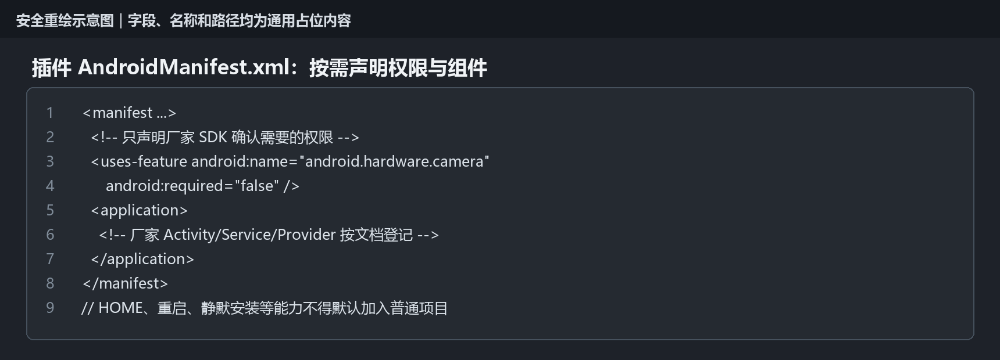 安全重绘示意图｜字段、名称和路径均为通用占位内容
插件 AndroidManifest.xml：按需声明权限与组件
1 <manifest ...>
2 <!-- 只声明厂家 SDK 确认需要的权限 -->
3 <uses-feature android:name="android.hardware.camera"
4 android:required="false" />
5 <application>
6 <!-- 厂家 Activity/Service/Provider 按文档登记 -->
7 </application>
8 </manifest>
9 // HOME、重启、静默安装等能力不得默认加入普通项目